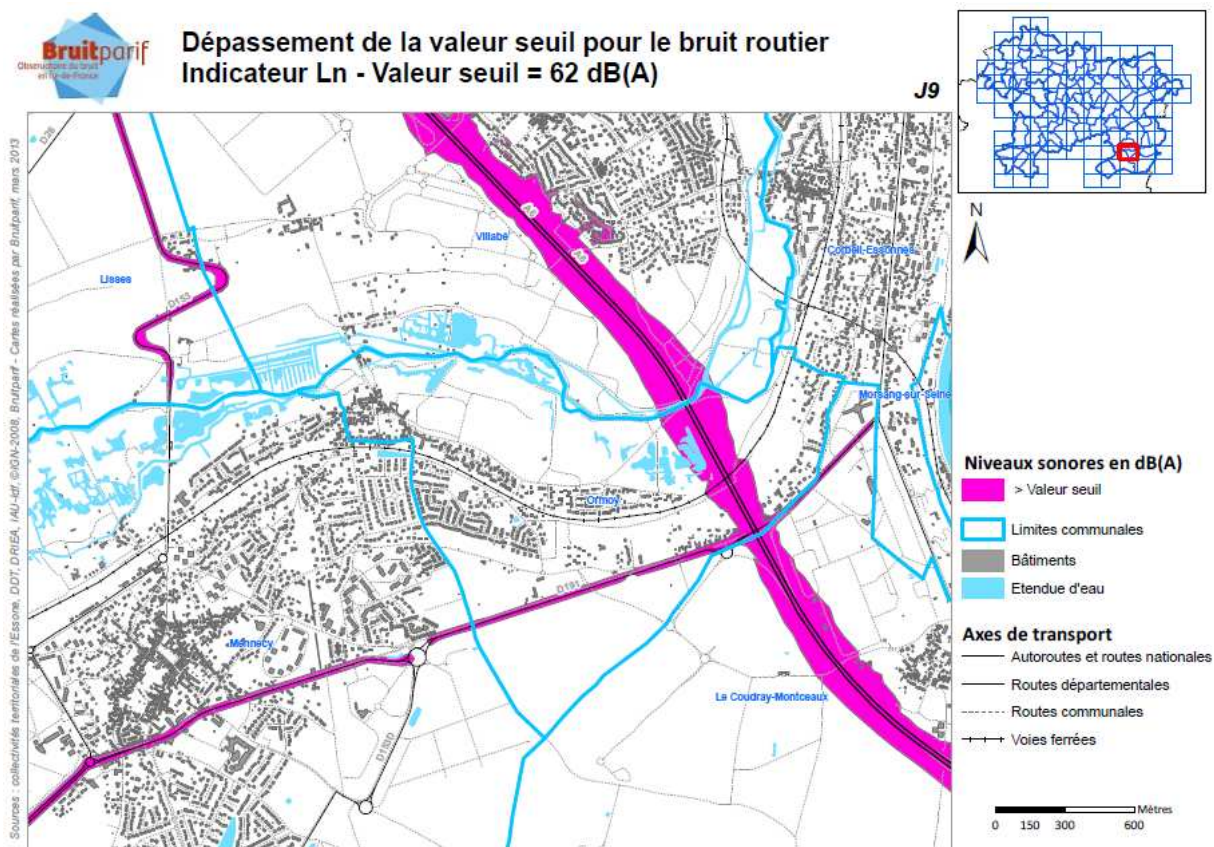 Bruitparif
Observatoire du bruit
en Île-de-France
Dépassement de la valeur seuil pour le bruit routier
Indicateur Ln - Valeur seuil = 62 dB(A)
J9
N
Sources : collectivités territoriales de l'Essonne, DDT, DRIEA, IAU-îdf, ©IGN-2008, Bruitparif - Cartes réalisées par Bruitparif, mars 2013
D26
A6
A6
Villabé
Corbeil-Essonnes
Lisses
D153
Morsang-sur-Seine
Ormoy
D191
Mennecy
Le Coudray-Montceaux
Niveaux sonores en dB(A)
> Valeur seuil
Limites communales
Bâtiments
Etendue d'eau
Axes de transport
Autoroutes et routes nationales
Routes départementales
Routes communales
Voies ferrées
Mètres
0 150 300 600